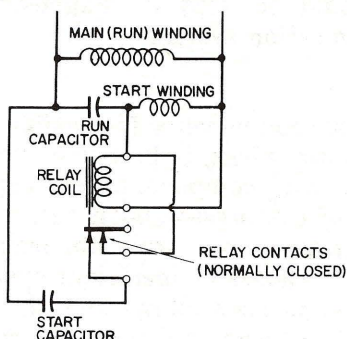 MAIN (RUN) WINDING
START WINDING
RUN
CAPACITOR
RELAY
COIL
RELAY CONTACTS
(NORMALLY CLOSED)
START
CAPACITOR